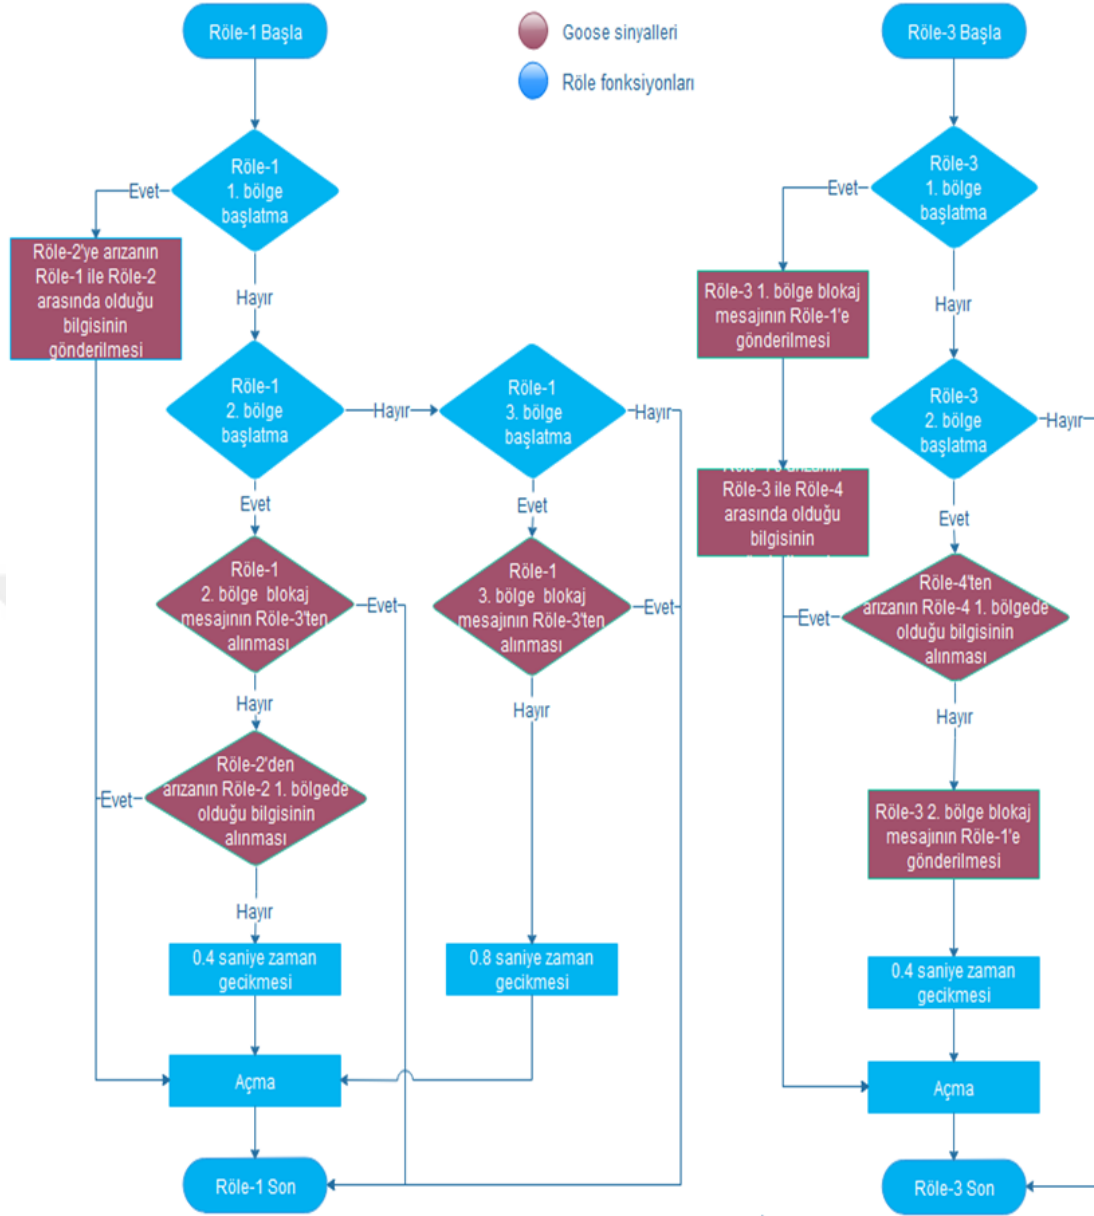 Röle-1 Başla
Goose sinyalleri
Röle fonksiyonları
Röle-3 Başla
Röle-1
1. bölge
başlatma
Evet
Röle-2'ye arızanın
Röle-1 ile Röle-2
arasında olduğu
bilgisinin
gönderilmesi
Hayır
Röle-1
2. bölge
başlatma
Hayır
Röle-1
3. bölge
başlatma
Hayır
Evet
Evet
Röle-1
2. bölge blokaj
mesajının Röle-3'ten
alınması
Evet
Röle-1
3. bölge blokaj
mesajının Röle-3'ten
alınması
Evet
Hayır
Hayır
Röle-2'den
arızanın Röle-2 1. bölgede
olduğu bilgisinin
alınması
Evet
Hayır
0.4 saniye zaman
gecikmesi
0.8 saniye zaman
gecikmesi
Açma
Röle-1 Son
Röle-3
1. bölge
başlatma
Evet
Röle-3 1. bölge blokaj
mesajının Röle-1'e
gönderilmesi
Hayır
Röle-3
2. bölge
başlatma
Hayır
arızanın
Röle-3 ile Röle-4
arasında olduğu
bilgisinin
Evet
Röle-4'ten
arızanın Röle-4 1. bölgede
olduğu bilgisinin
alınması
Evet
Hayır
Röle-3 2. bölge blokaj
mesajının Röle-1'e
gönderilmesi
0.4 saniye zaman
gecikmesi
Açma
Röle-3 Son